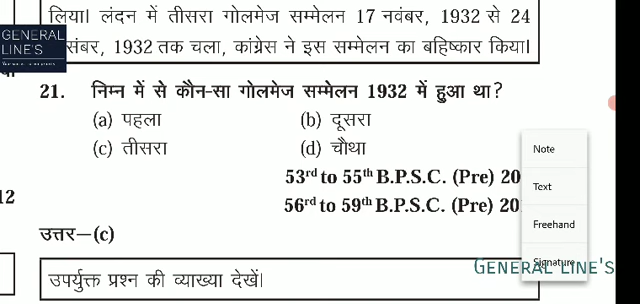 लिया। लंदन में तीसरा गोलमेज सम्मेलन 17 नवंबर, 1932 से 24
GENERAL
LINE'S
संबर, 1932 तक चला, कांग्रेस ने इस सम्मेलन का बहिष्कार किया।
21. निम्न में से कौन-सा गोलमेज सम्मेलन 1932 में हुआ था?
(a) पहला (b) दूसरा
(c) तीसरा (d) चौथा
53rd to 55th B.P.S.C. (Pre) 20
12
56th to 59th B.P.S.C. (Pre) 20
उत्तर—(c)
उपर्युक्त प्रश्न की व्याख्या देखें।
Note
Text
Freehand
Signature
GENERAL LINE'S